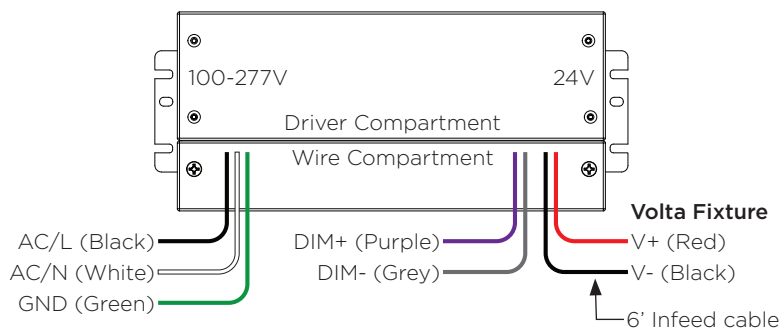 100-277V
24V
Driver Compartment
Wire Compartment
Volta Fixture
AC/L (Black)
DIM+ (Purple)
V+ (Red)
AC/N (White)
DIM- (Grey)
V- (Black)
GND (Green)
6’ Infeed cable